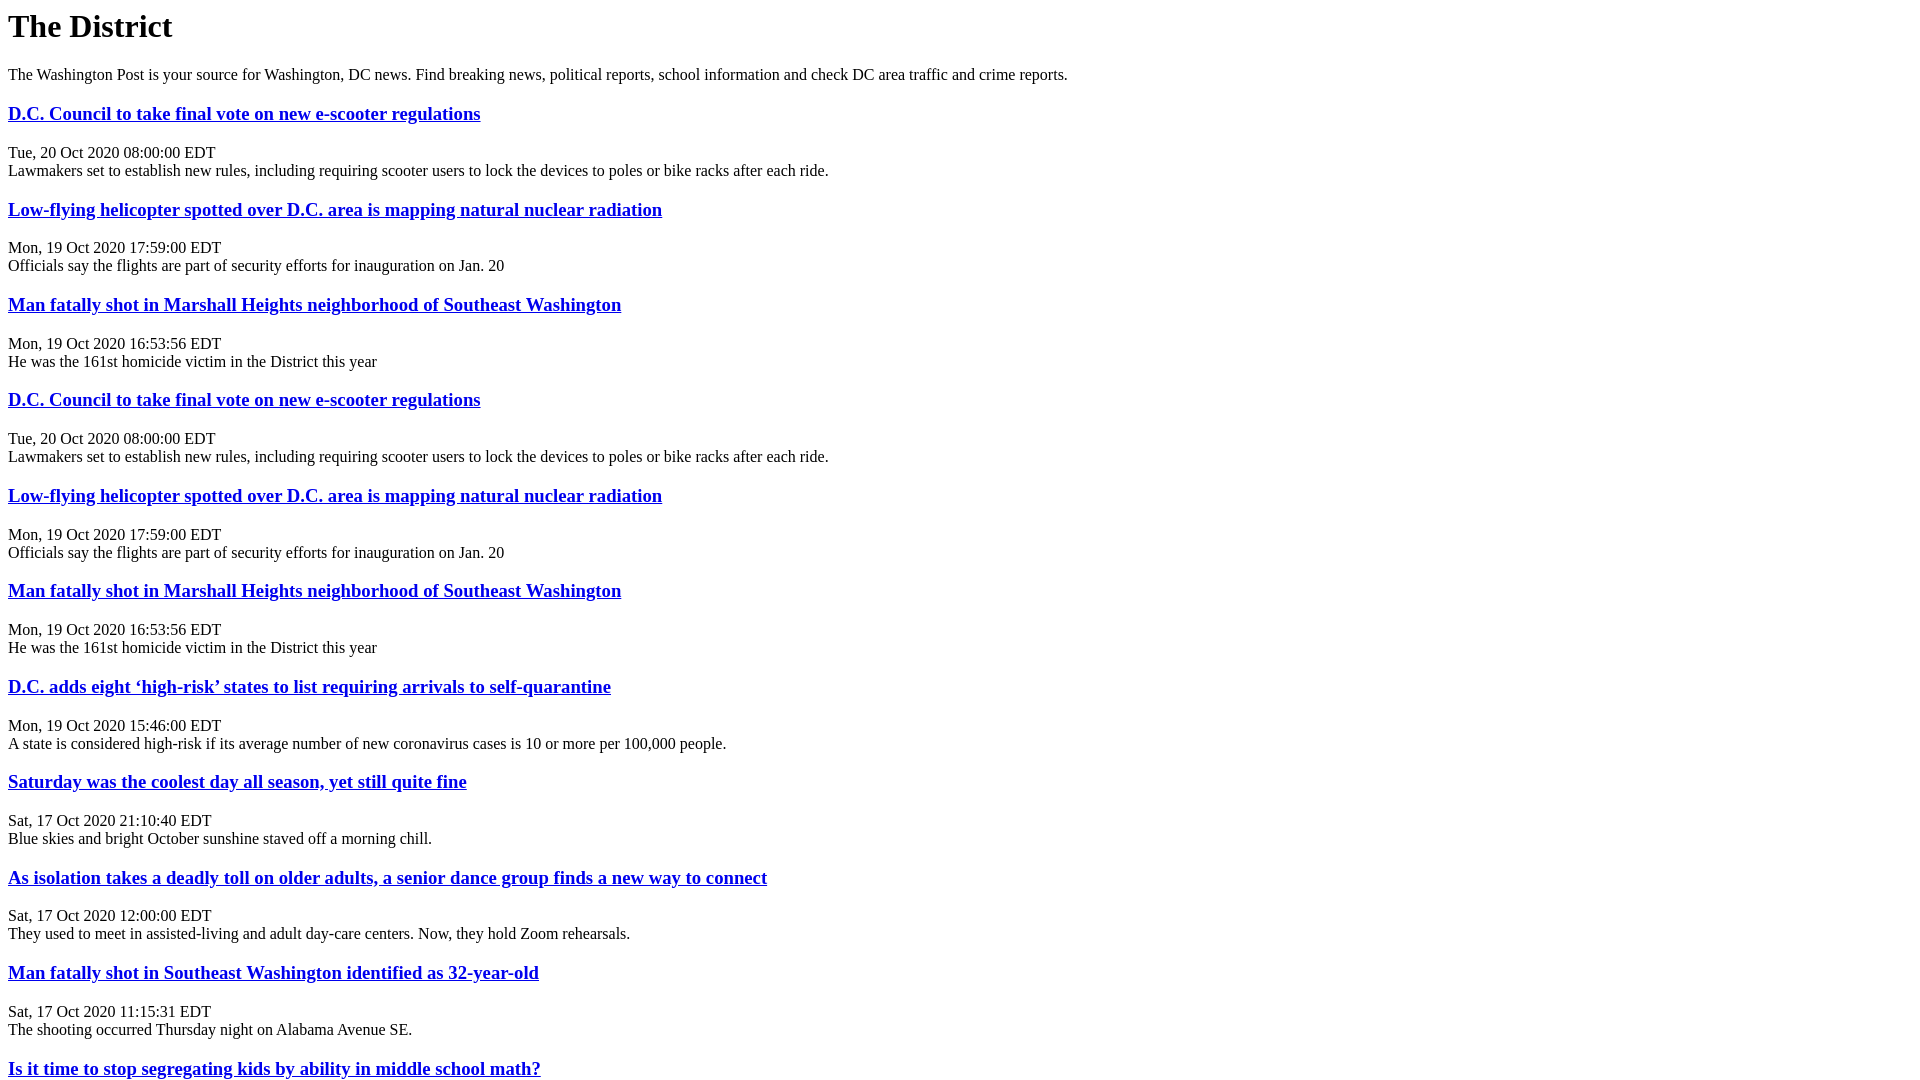 The District
The Washington Post is your source for Washington, DC news. Find breaking news, political reports, school information and check DC area traffic and crime reports.
D.C. Council to take final vote on new e-scooter regulations
Tue, 20 Oct 2020 08:00:00 EDT
Lawmakers set to establish new rules, including requiring scooter users to lock the devices to poles or bike racks after each ride.
Low-flying helicopter spotted over D.C. area is mapping natural nuclear radiation
Mon, 19 Oct 2020 17:59:00 EDT
Officials say the flights are part of security efforts for inauguration on Jan. 20
Man fatally shot in Marshall Heights neighborhood of Southeast Washington
Mon, 19 Oct 2020 16:53:56 EDT
He was the 161st homicide victim in the District this year
D.C. Council to take final vote on new e-scooter regulations
Tue, 20 Oct 2020 08:00:00 EDT
Lawmakers set to establish new rules, including requiring scooter users to lock the devices to poles or bike racks after each ride.
Low-flying helicopter spotted over D.C. area is mapping natural nuclear radiation
Mon, 19 Oct 2020 17:59:00 EDT
Officials say the flights are part of security efforts for inauguration on Jan. 20
Man fatally shot in Marshall Heights neighborhood of Southeast Washington
Mon, 19 Oct 2020 16:53:56 EDT
He was the 161st homicide victim in the District this year
D.C. adds eight ‘high-risk’ states to list requiring arrivals to self-quarantine
Mon, 19 Oct 2020 15:46:00 EDT
A state is considered high-risk if its average number of new coronavirus cases is 10 or more per 100,000 people.
Saturday was the coolest day all season, yet still quite fine
Sat, 17 Oct 2020 21:10:40 EDT
Blue skies and bright October sunshine staved off a morning chill.
As isolation takes a deadly toll on older adults, a senior dance group finds a new way to connect
Sat, 17 Oct 2020 12:00:00 EDT
They used to meet in assisted-living and adult day-care centers. Now, they hold Zoom rehearsals.
Man fatally shot in Southeast Washington identified as 32-year-old
Sat, 17 Oct 2020 11:15:31 EDT
The shooting occurred Thursday night on Alabama Avenue SE.
Is it time to stop segregating kids by ability in middle school math?